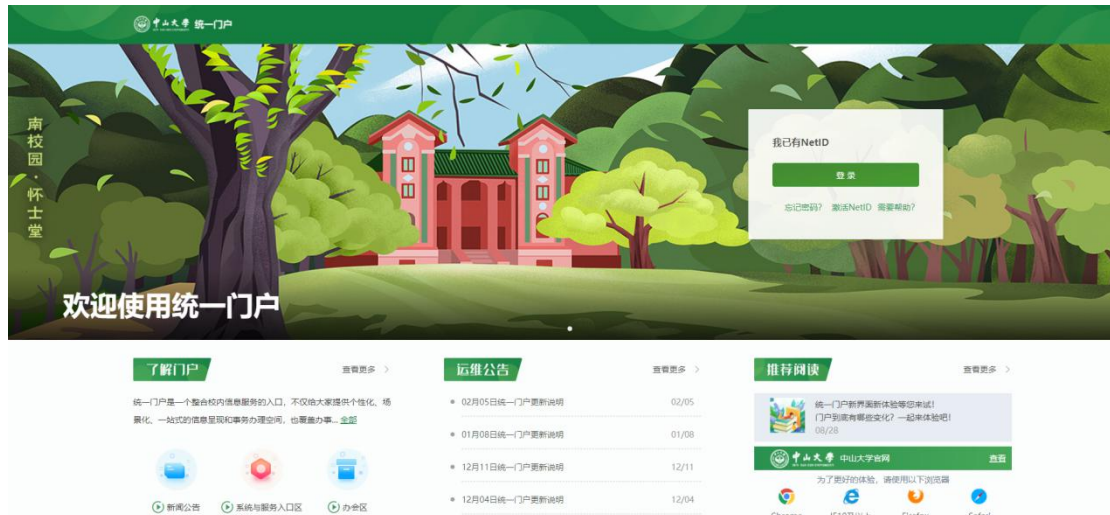 中山大學 统一门户
南校园·怀士堂
我已有NetID
登录
忘记密码? 激活NetID 需要帮助?
欢迎使用统一门户
了解门户
查看更多 >
统一门户是一个整合校内信息服务的入口，不仅给大家提供个性化、场
景化、一站式的信息呈现和事务办理空间，也覆盖办事... 全部
新闻公告
系统与服务入口区
办会区
运维公告
查看更多 >
02月05日统一门户更新说明 02/05
01月08日统一门户更新说明 01/08
12月11日统一门户更新说明 12/11
12月04日统一门户更新说明 12/04
推荐阅读
查看更多 >
统一门户新界面新体验等您来试!
门户到底有哪些变化? 一起来体验吧!
08/28
中山大學 中山大学官网 查看
为了更好的体验，请使用以下浏览器